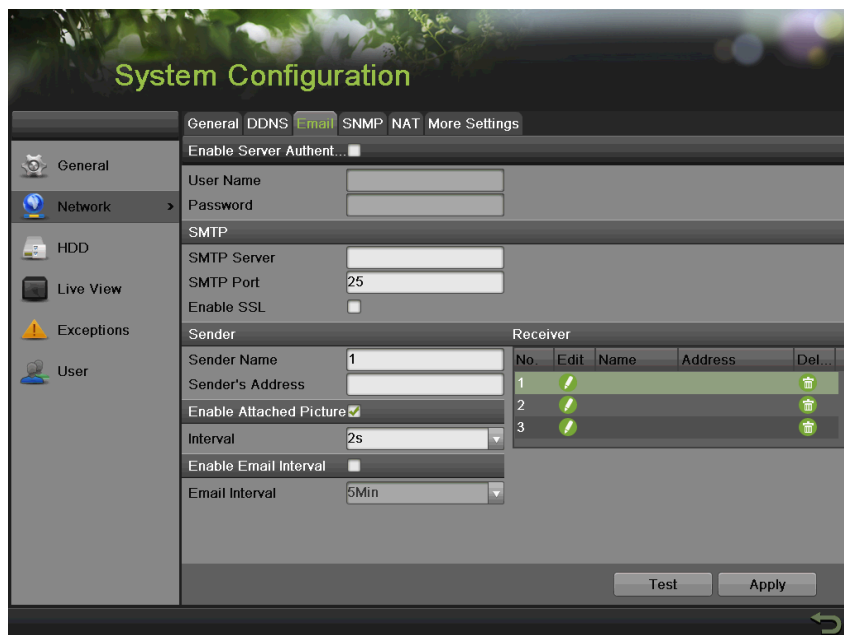 System Configuration
General DDNS Email SNMP NAT More Settings
General
Network
HDD
Live View
Exceptions
User
Enable Server Authent...
User Name
Password
SMTP
SMTP Server
SMTP Port 25
Enable SSL
Sender
Sender Name 1
Sender's Address
Enable Attached Picture
Interval 2s
Enable Email Interval
Email Interval 5Min
Receiver
No. Edit Name Address Del...
1
2
3
Test Apply